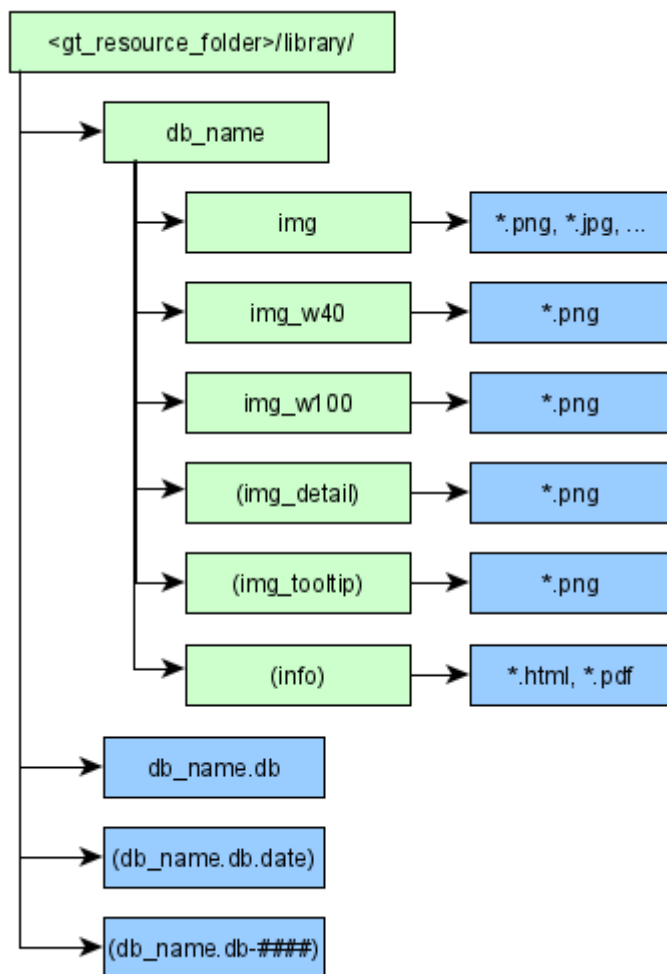 <gt_resource_folder>/library/
db_name
img
*.png, *.jpg, ...
img_w40
*.png
img_w100
*.png
(img_detail)
*.png
(img_tooltip)
*.png
(info)
*.html, *.pdf
db_name.db
(db_name.db.date)
(db_name.db-####)